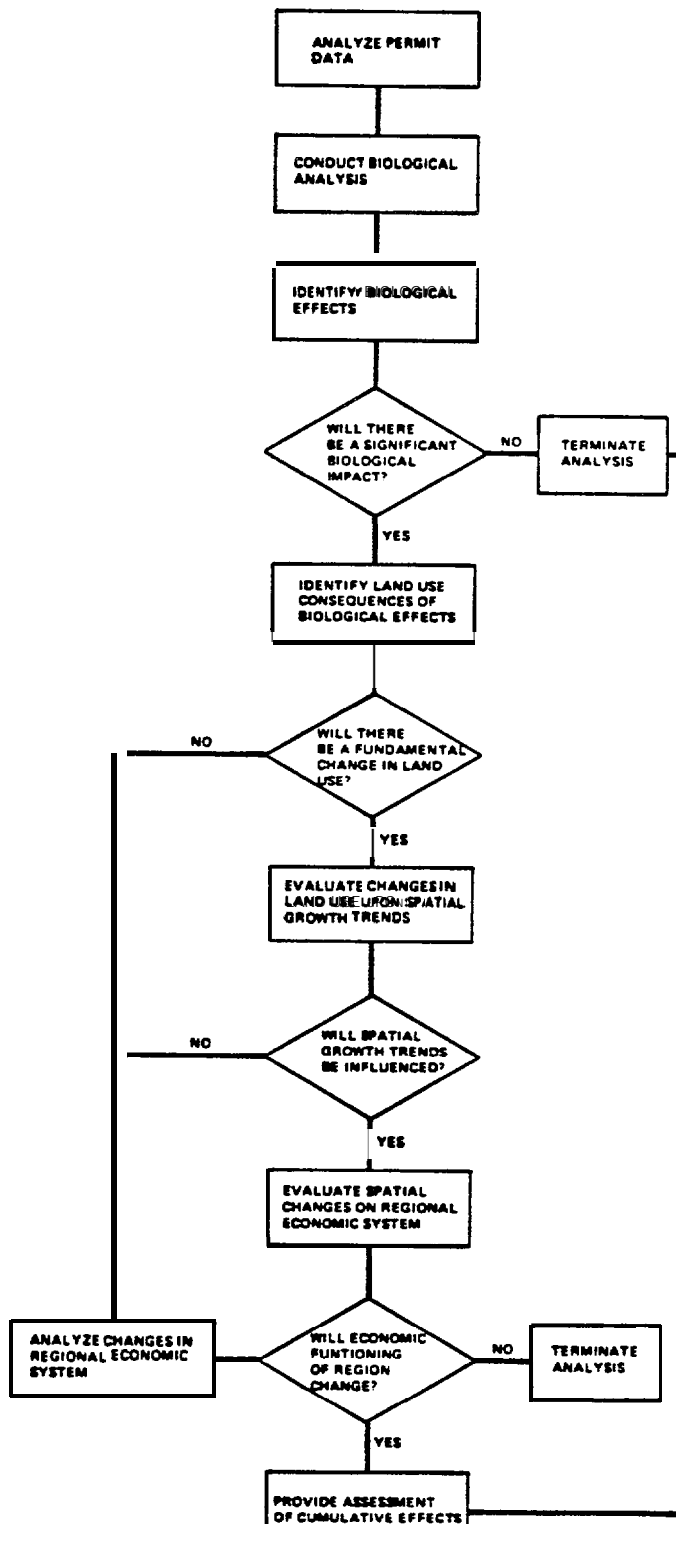 ANALYZE PERMIT
DATA
CONDUCT BIOLOGICAL
ANALYSIS
IDENTIFY BIOLOGICAL
EFFECTS
WILL THERE
BE A SIGNIFICANT
BIOLOGICAL
IMPACT?
NO
TERMINATE
ANALYSIS
YES
IDENTIFY LAND USE
CONSEQUENCES OF
BIOLOGICAL EFFECTS
WILL THERE
BE A FUNDAMENTAL
CHANGE IN LAND
USE?
NO
YES
EVALUATE CHANGES IN
LAND USE UPON SPATIAL
GROWTH TRENDS
WILL SPATIAL
GROWTH TRENDS
BE INFLUENCED?
NO
YES
EVALUATE SPATIAL
CHANGES ON REGIONAL
ECONOMIC SYSTEM
ANALYZE CHANGES IN
REGIONAL ECONOMIC
SYSTEM
WILL ECONOMIC
FUNTIONING
OF REGION
CHANGE?
NO
TERMINATE
ANALYSIS
YES
PROVIDE ASSESSMENT
OF CUMULATIVE EFFECTS